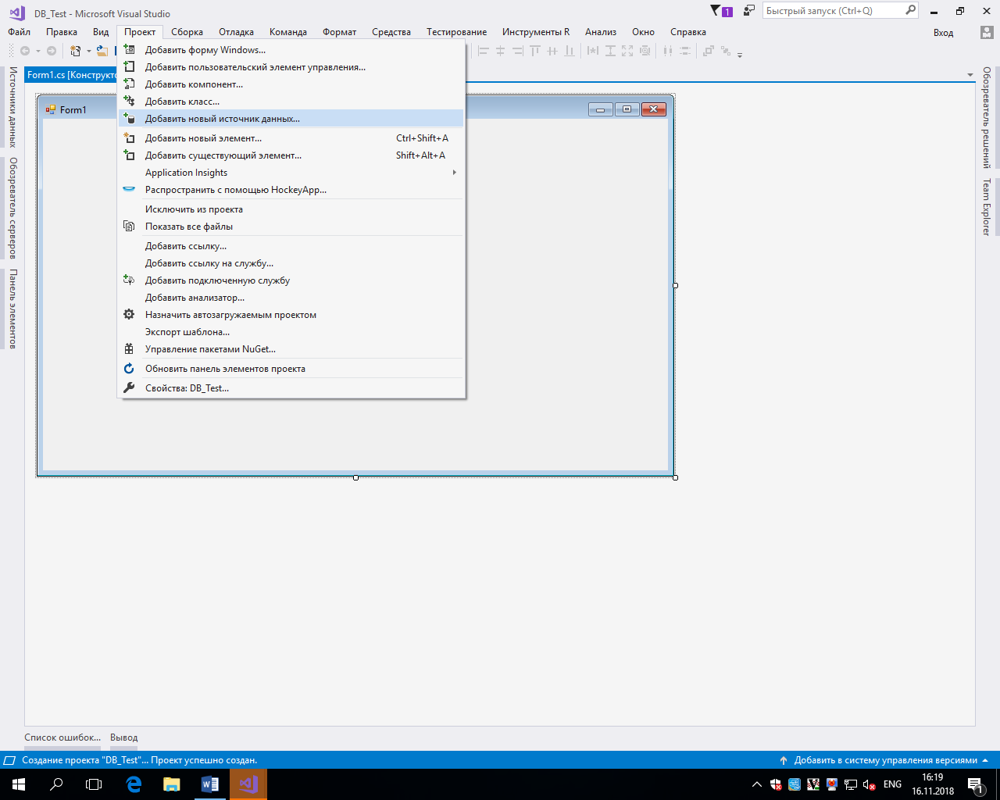 DB_Test - Microsoft Visual Studio
1
Быстрый запуск (Ctrl+Q)
Файл Правка Вид Проект Сборка Отладка Команда Формат Средства Тестирование Инструменты R Анализ Окно Справка
Вход
Form1.cs [Конструкто
Form1
Добавить форму Windows...
Добавить пользовательский элемент управления...
Добавить компонент...
Добавить класс...
Добавить новый источник данных...
Добавить новый элемент... Ctrl+Shift+A
Добавить существующий элемент... Shift+Alt+A
Application Insights
Распространить с помощью HockeyApp...
Исключить из проекта
Показать все файлы
Добавить ссылку...
Добавить ссылку на службу...
Добавить подключенную службу
Добавить анализатор...
Назначить автозагружаемым проектом
Экспорт шаблона...
Управление пакетами NuGet...
Обновить панель элементов проекта
Свойства: DB_Test...
Источники данных
Обозреватель серверов
Панель элементов
Обозреватель решений
Team Explorer
Список ошибок... Вывод
Создание проекта "DB_Test"... Проект успешно создан.
Добавить в систему управления версиями
ENG
16:19
16.11.2018
1